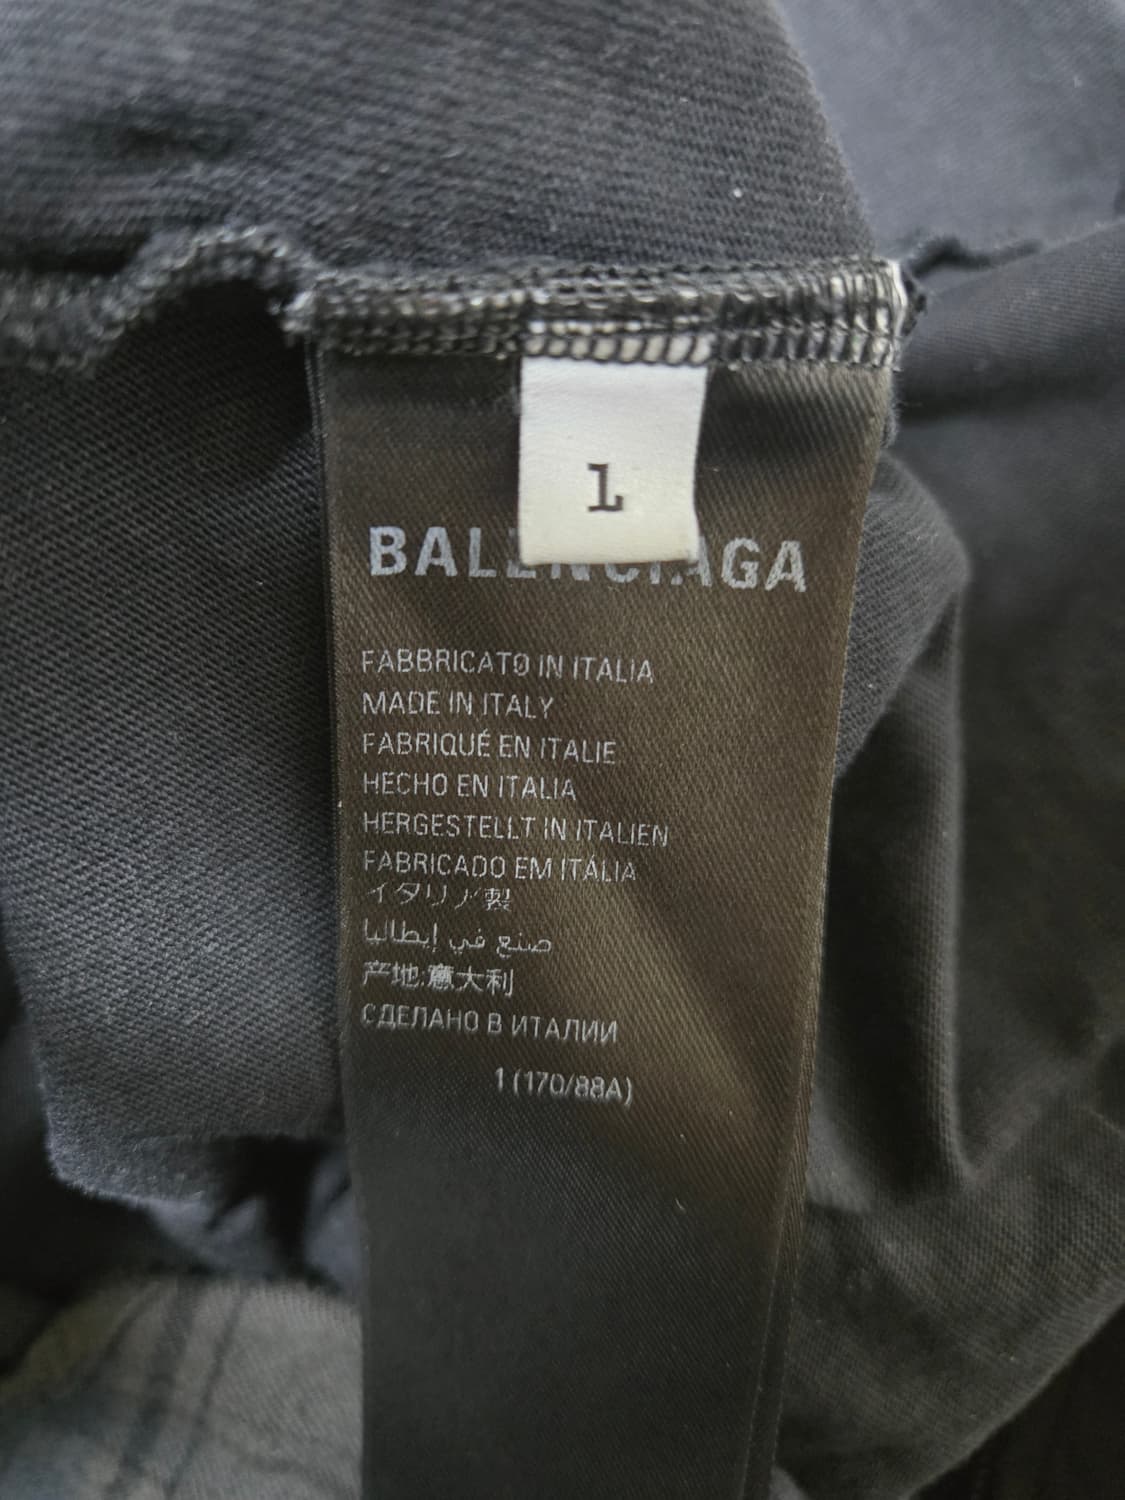 1
BALENCIAGA
FABBRICATO IN ITALIA
MADE IN ITALY
FABRIQUÉ EN ITALIE
HECHO EN ITALIA
HERGESTELLT IN ITALIEN
FABRICADO EM ITÁLIA
イタリア製
صنع في إيطاليا
产地:意大利
СДЕЛАНО В ИТАЛИИ
1 (170/88A)